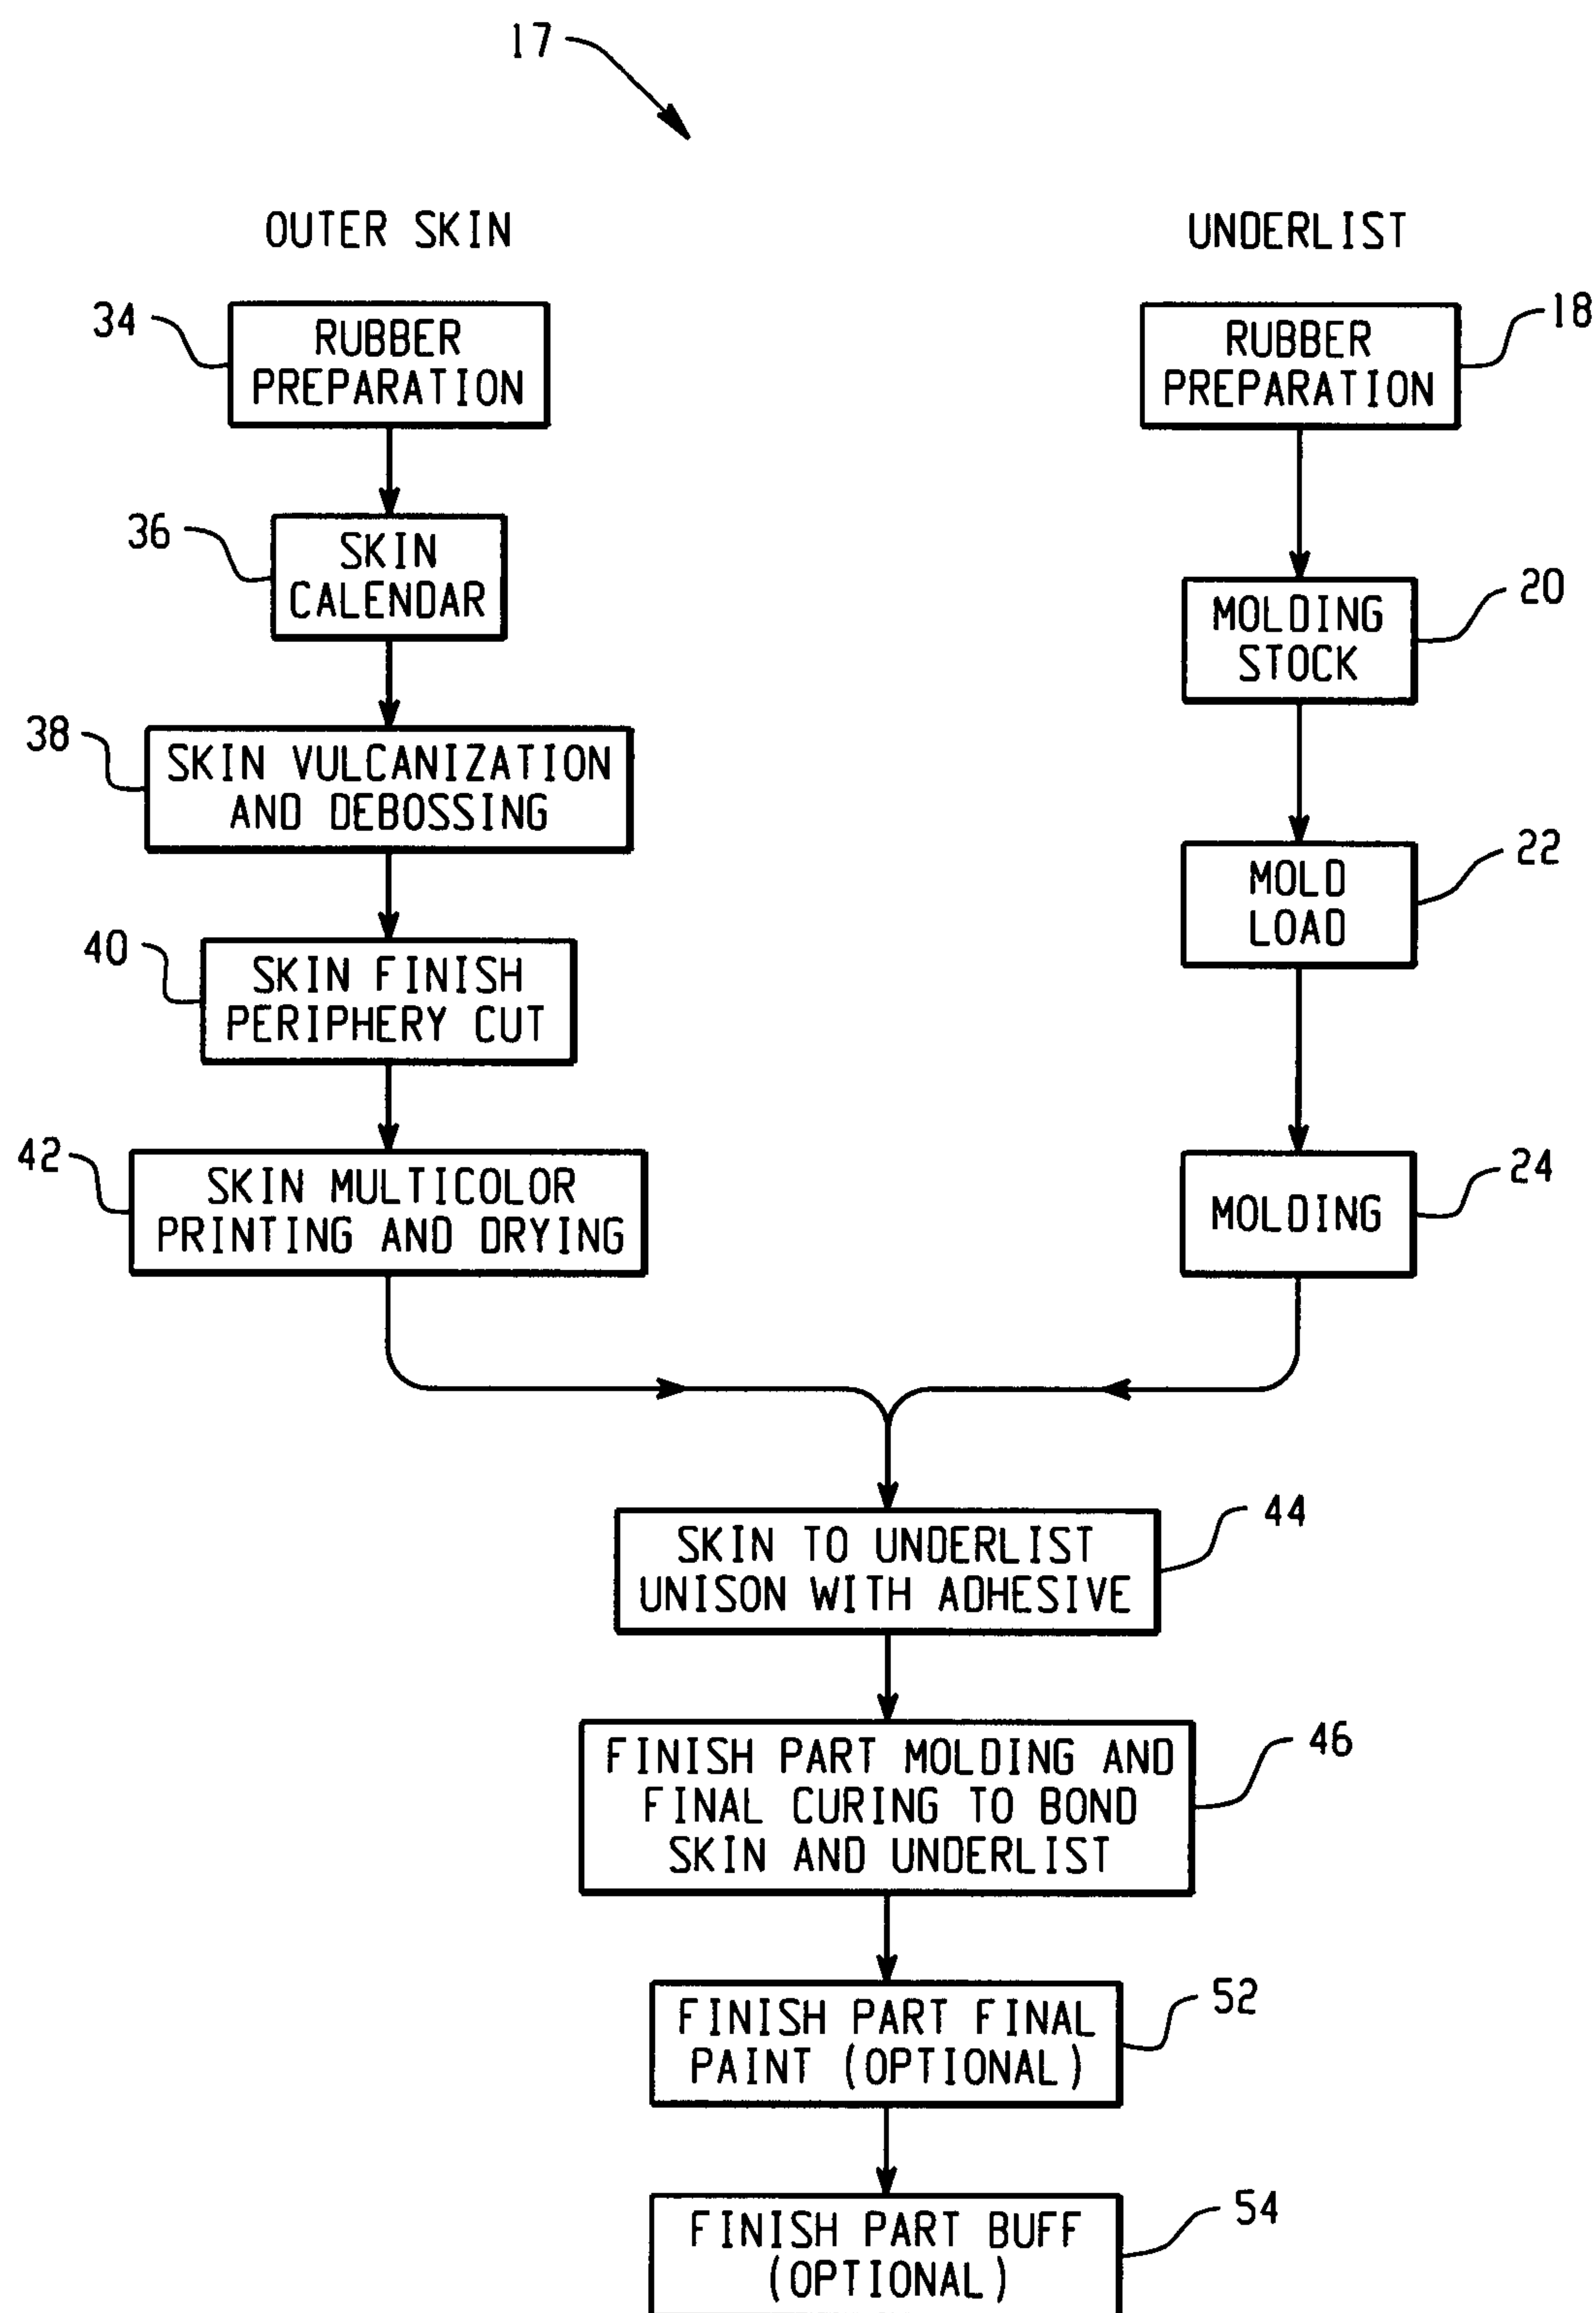 17
OUTER SKIN
34
RUBBER
PREPARATION
36
SKIN
CALENDAR
38
SKIN VULCANIZATION
AND DEBOSSING
40
SKIN FINISH
PERIPHERY CUT
42
SKIN MULTICOLOR
PRINTING AND DRYING
UNDERLIST
18
RUBBER
PREPARATION
20
MOLDING
STOCK
22
MOLD
LOAD
24
MOLDING
44
SKIN TO UNDERLIST
UNISON WITH ADHESIVE
46
FINISH PART MOLDING AND
FINAL CURING TO BOND
SKIN AND UNDERLIST
52
FINISH PART FINAL
PAINT (OPTIONAL)
54
FINISH PART BUFF
(OPTIONAL)